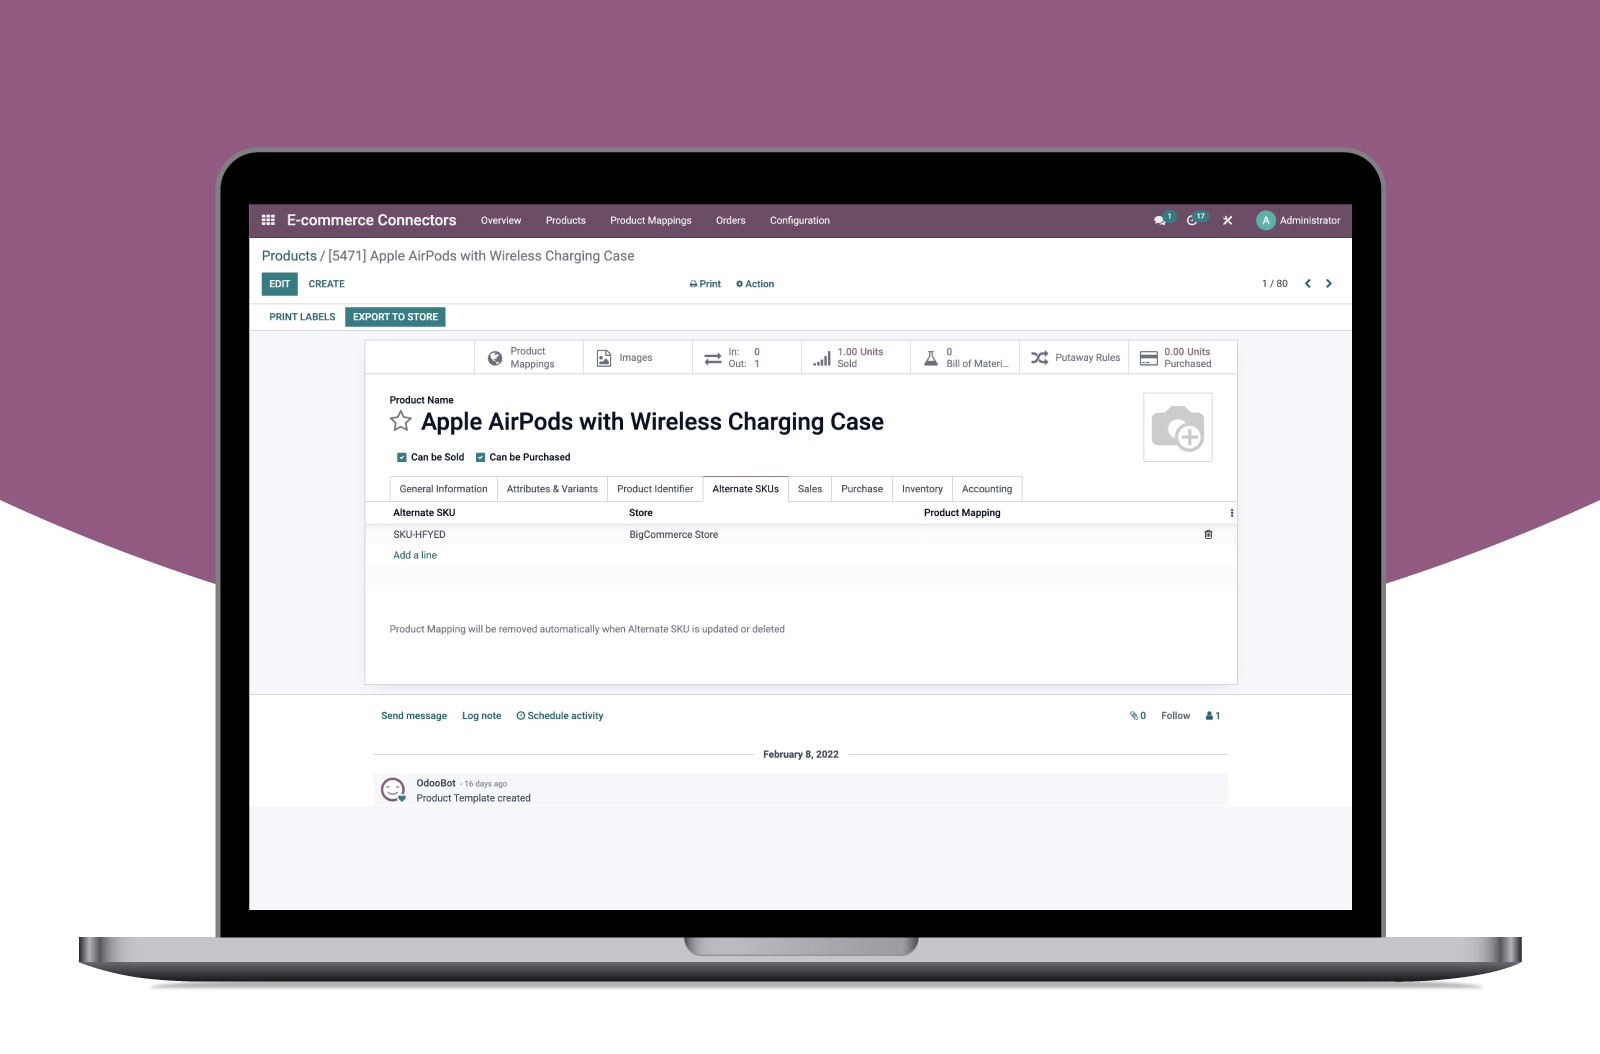 E-commerce Connectors Overview Products Product Mappings Orders Configuration 1 17 A Administrator
Products / [5471] Apple AirPods with Wireless Charging Case
EDIT CREATE Print Action 1 / 80
PRINT LABELS EXPORT TO STORE
Product Mappings Images In: 0 Out: 1 1.00 Units Sold 0 Bill of Materi... Putaway Rules 0.00 Units Purchased
Product Name
Apple AirPods with Wireless Charging Case
Can be Sold Can be Purchased
General Information Attributes & Variants Product Identifier Alternate SKUs Sales Purchase Inventory Accounting
Alternate SKU Store Product Mapping
SKU-HFYED BigCommerce Store
Add a line
Product Mapping will be removed automatically when Alternate SKU is updated or deleted
Send message Log note Schedule activity 0 Follow 1
February 8, 2022
OdooBot - 16 days ago
Product Template created